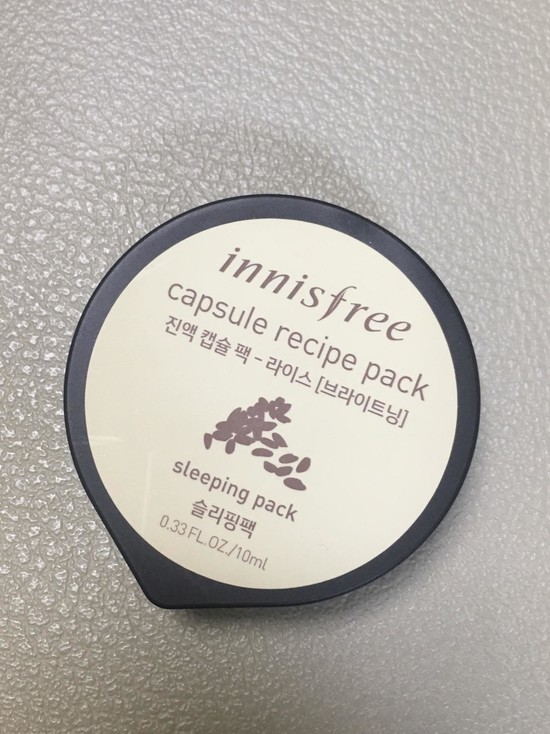 innisfree
capsule recipe pack
진액 캡슐 팩 - 라이스 [브라이트닝]
sleeping pack
슬리핑팩
0.33 FL.OZ./10ml